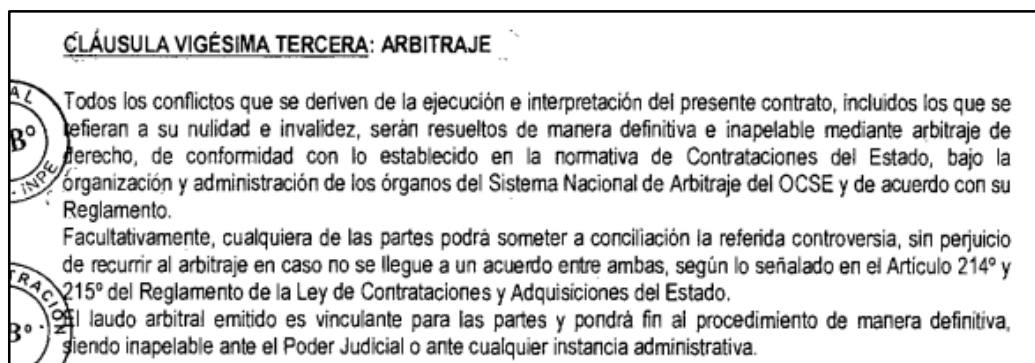 CLÁUSULA VIGÉSIMA TERCERA: ARBITRAJE
Todos los conflictos que se deriven de la ejecución e interpretación del presente contrato, incluidos los que se
refieran a su nulidad e invalidez, serán resueltos de manera definitiva e inapelable mediante arbitraje de
derecho, de conformidad con lo establecido en la normativa de Contrataciones del Estado, bajo la
organización y administración de los órganos del Sistema Nacional de Arbitraje del OCSE y de acuerdo con su
Reglamento.
Facultativamente, cualquiera de las partes podrá someter a conciliación la referida controversia, sin perjuicio
de recurrir al arbitraje en caso no se llegue a un acuerdo entre ambas, según lo señalado en el Artículo 214º y
215º del Reglamento de la Ley de Contrataciones y Adquisiciones del Estado.
El laudo arbitral emitido es vinculante para las partes y pondrá fin al procedimiento de manera definitiva,
siendo inapelable ante el Poder Judicial o ante cualquier instancia administrativa.
AL
Bº
INPE
TRACIÓN
Bº